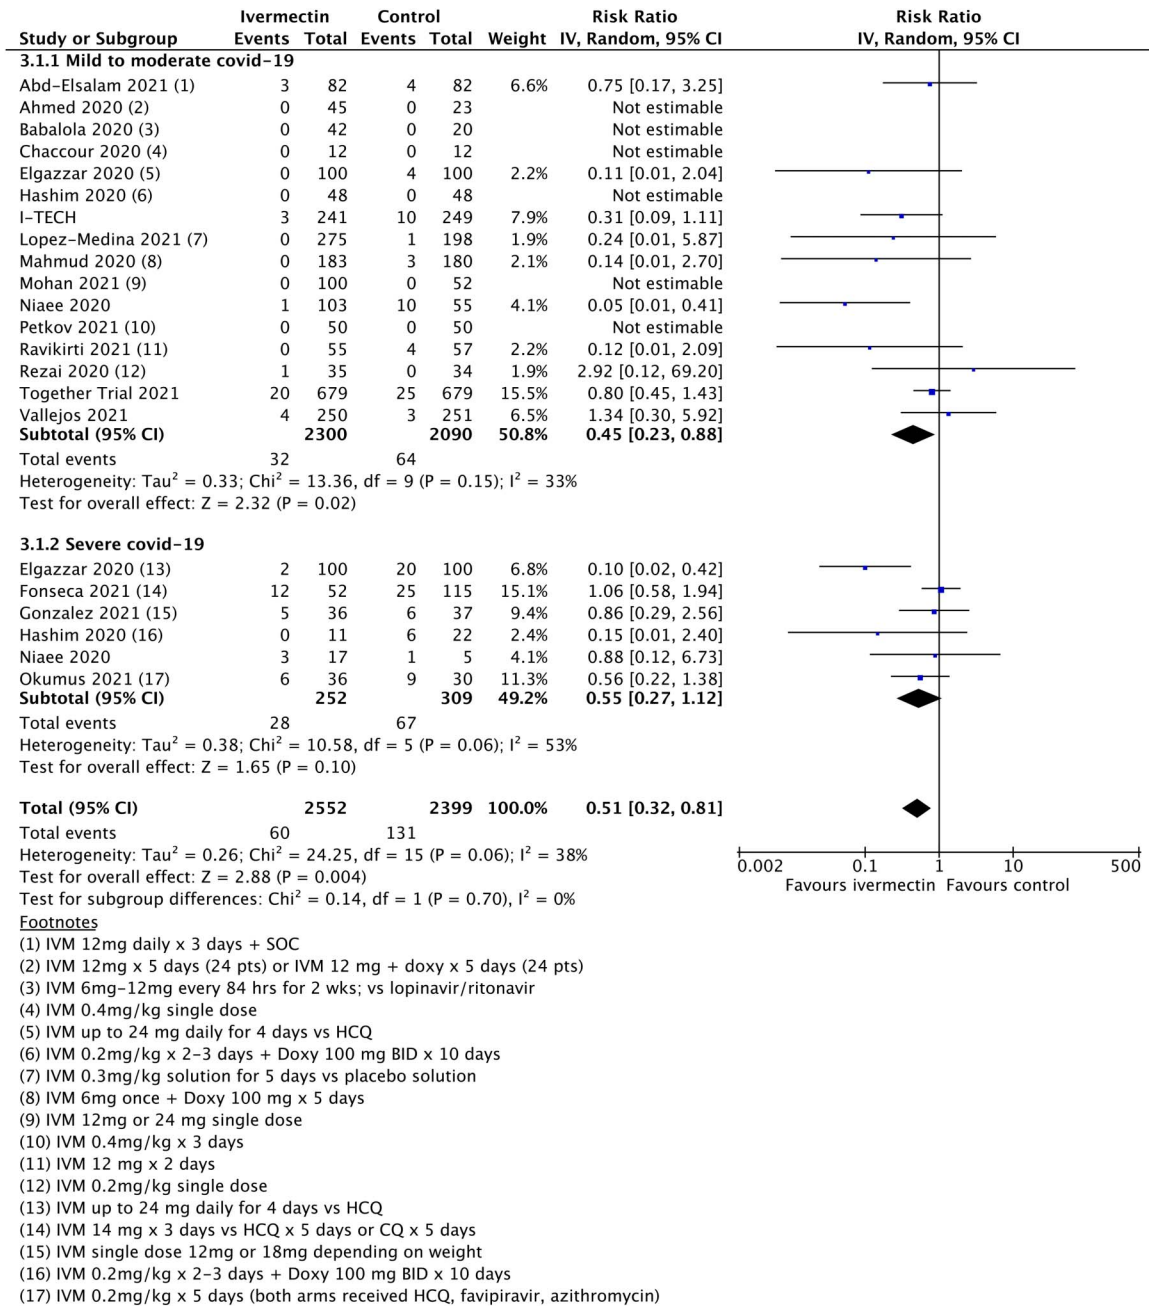 Ivermectin Control Risk Ratio Risk Ratio
Study or Subgroup Events Total Events Total Weight IV, Random, 95% CI IV, Random, 95% CI
3.1.1 Mild to moderate covid-19
Abd-Elsalam 2021 (1) 3 82 4 82 6.6% 0.75 [0.17, 3.25]
Ahmed 2020 (2) 0 45 0 23 Not estimable
Babalola 2020 (3) 0 42 0 20 Not estimable
Chaccour 2020 (4) 0 12 0 12 Not estimable
Elgazzar 2020 (5) 0 100 4 100 2.2% 0.11 [0.01, 2.04]
Hashim 2020 (6) 0 48 0 48 Not estimable
I-TECH 3 241 10 249 7.9% 0.31 [0.09, 1.11]
Lopez-Medina 2021 (7) 0 275 1 198 1.9% 0.24 [0.01, 5.87]
Mahmud 2020 (8) 0 183 3 180 2.1% 0.14 [0.01, 2.70]
Mohan 2021 (9) 0 100 0 52 Not estimable
Niaee 2020 1 103 10 55 4.1% 0.05 [0.01, 0.41]
Petkov 2021 (10) 0 50 0 50 Not estimable
Ravikirti 2021 (11) 0 55 4 57 2.2% 0.12 [0.01, 2.09]
Rezai 2020 (12) 1 35 0 34 1.9% 2.92 [0.12, 69.20]
Together Trial 2021 20 679 25 679 15.5% 0.80 [0.45, 1.43]
Vallejos 2021 4 250 3 251 6.5% 1.34 [0.30, 5.92]
Subtotal (95% CI) 2300 2090 50.8% 0.45 [0.23, 0.88]
Total events 32 64
Heterogeneity: Tau² = 0.33; Chi² = 13.36, df = 9 (P = 0.15); I² = 33%
Test for overall effect: Z = 2.32 (P = 0.02)
3.1.2 Severe covid-19
Elgazzar 2020 (13) 2 100 20 100 6.8% 0.10 [0.02, 0.42]
Fonseca 2021 (14) 12 52 25 115 15.1% 1.06 [0.58, 1.94]
Gonzalez 2021 (15) 5 36 6 37 9.4% 0.86 [0.29, 2.56]
Hashim 2020 (16) 0 11 6 22 2.4% 0.15 [0.01, 2.40]
Niaee 2020 3 17 1 5 4.1% 0.88 [0.12, 6.73]
Okumus 2021 (17) 6 36 9 30 11.3% 0.56 [0.22, 1.38]
Subtotal (95% CI) 252 309 49.2% 0.55 [0.27, 1.12]
Total events 28 67
Heterogeneity: Tau² = 0.38; Chi² = 10.58, df = 5 (P = 0.06); I² = 53%
Test for overall effect: Z = 1.65 (P = 0.10)
Total (95% CI) 2552 2399 100.0% 0.51 [0.32, 0.81]
Total events 60 131
Heterogeneity: Tau² = 0.26; Chi² = 24.25, df = 15 (P = 0.06); I² = 38%
Test for overall effect: Z = 2.88 (P = 0.004)
Test for subgroup differences: Chi² = 0.14, df = 1 (P = 0.70), I² = 0%
0.002 0.1 1 10 500
Favours ivermectin Favours control
Footnotes
(1) IVM 12mg daily x 3 days + SOC
(2) IVM 12mg x 5 days (24 pts) or IVM 12 mg + doxy x 5 days (24 pts)
(3) IVM 6mg-12mg every 84 hrs for 2 wks; vs lopinavir/ritonavir
(4) IVM 0.4mg/kg single dose
(5) IVM up to 24 mg daily for 4 days vs HCQ
(6) IVM 0.2mg/kg x 2-3 days + Doxy 100 mg BID x 10 days
(7) IVM 0.3mg/kg solution for 5 days vs placebo solution
(8) IVM 6mg once + Doxy 100 mg x 5 days
(9) IVM 12mg or 24 mg single dose
(10) IVM 0.4mg/kg x 3 days
(11) IVM 12 mg x 2 days
(12) IVM 0.2mg/kg single dose
(13) IVM up to 24 mg daily for 4 days vs HCQ
(14) IVM 14 mg x 3 days vs HCQ x 5 days or CQ x 5 days
(15) IVM single dose 12mg or 18mg depending on weight
(16) IVM 0.2mg/kg x 2-3 days + Doxy 100 mg BID x 10 days
(17) IVM 0.2mg/kg x 5 days (both arms received HCQ, favipiravir, azithromycin)